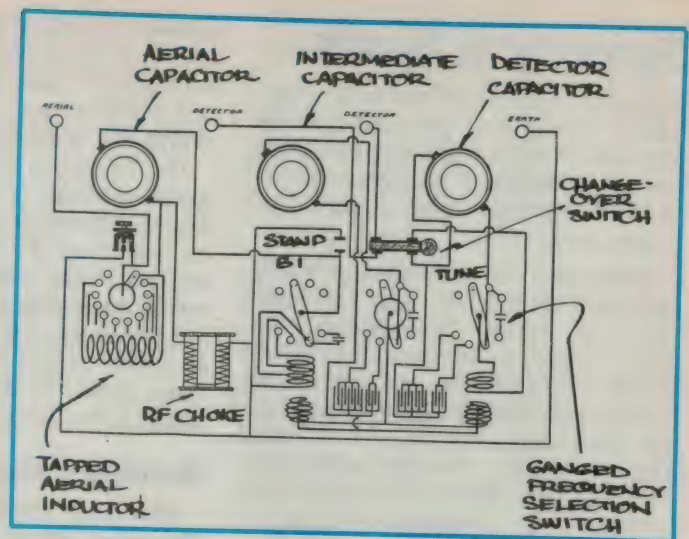 AERIAL
CAPACITOR
INTERMEDIATE
CAPACITOR
DETECTOR
CAPACITOR
AERIAL
DETECTOR
DETECTOR
EARTH
CHANGE-
OVER
SWITCH
STAND
BI
TUNE
RF CHOKE
TAPPED
AERIAL
INDUCTOR
GANGED
FREQUENCY
SELECTION
SWITCH